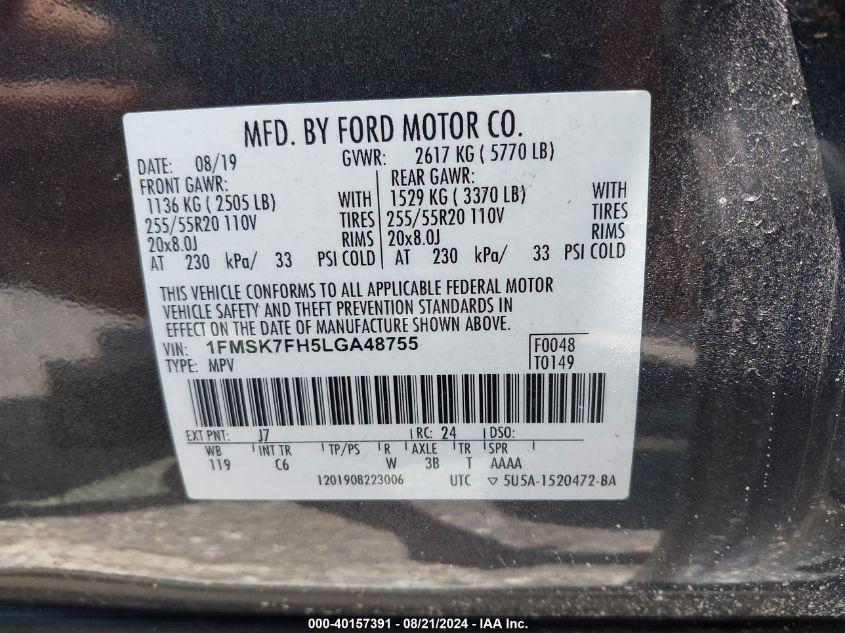 MFD. BY FORD MOTOR CO.
DATE: 08/19 GVWR: 2617 KG ( 5770 LB)
FRONT GAWR: REAR GAWR:
1136 KG ( 2505 LB) WITH 1529 KG ( 3370 LB) WITH
255/55R20 110V TIRES 255/55R20 110V TIRES
20x8.0J RIMS 20x8.0J RIMS
AT 230 kPa/ 33 PSI COLD AT 230 kPa/ 33 PSI COLD
THIS VEHICLE CONFORMS TO ALL APPLICABLE FEDERAL MOTOR
VEHICLE SAFETY AND THEFT PREVENTION STANDARDS IN
EFFECT ON THE DATE OF MANUFACTURE SHOWN ABOVE.
VIN: 1FMSK7FH5LGA48755 F0048
TYPE: MPV T0149
EXT PNT: J7 RC: 24 DSO:
WB INT TR TP/PS R AXLE TR SPR
119 C6 W 3B T AAAA
1201908223006 UTC ▽ 5U5A-1520472-BA
000-40157391 - 08/21/2024 - IAA Inc.